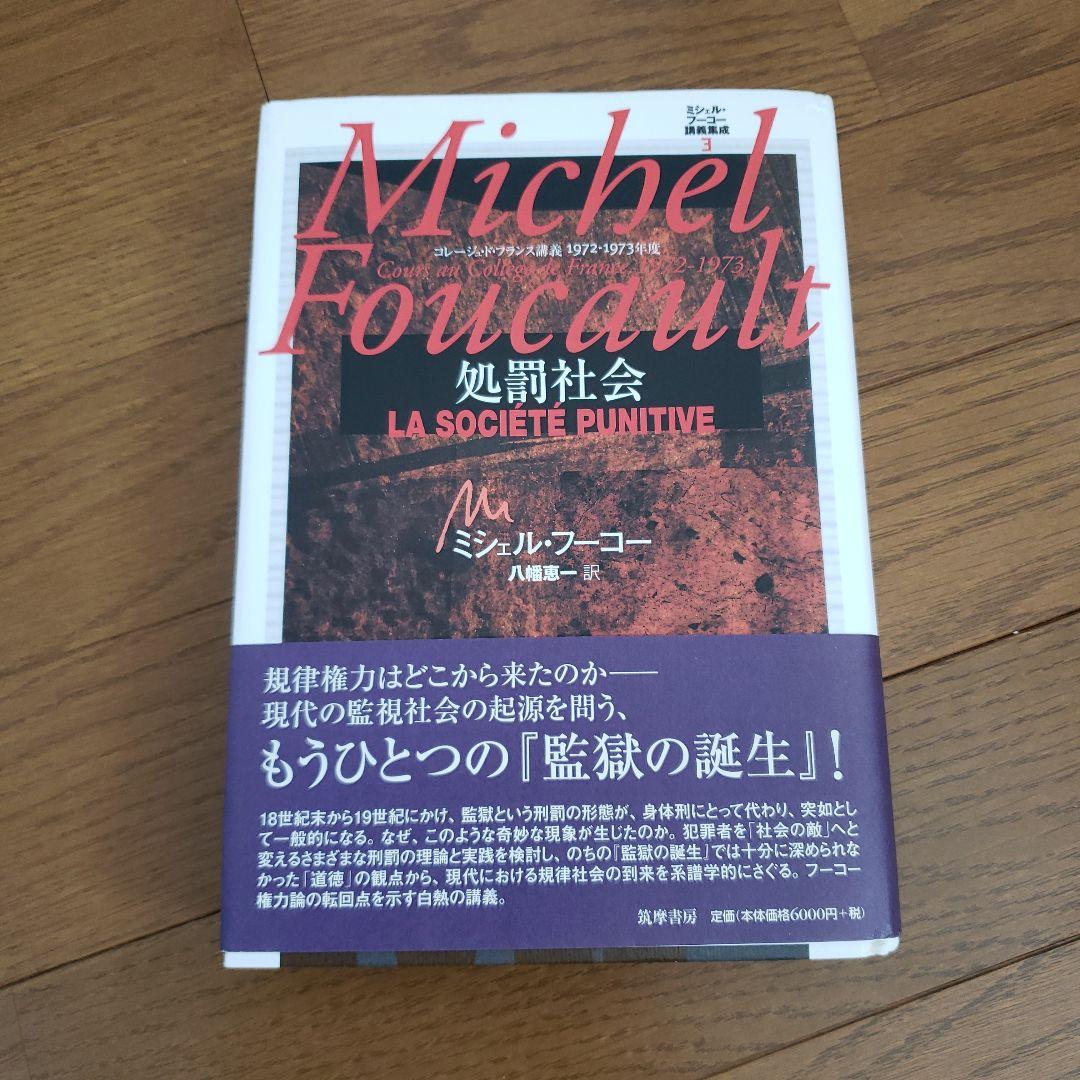 ミシェル・
フーコー
講義集成
3
Michel
コレージュ・ド・フランス講義 1972-1973年度
Cours au Collège de France, 1972-1973
Foucault
処罰社会
LA SOCIÉTÉ PUNITIVE
ミシェル・フーコー
八幡恵一 訳
規律権力はどこから来たのか――
現代の監視社会の起源を問う、
もうひとつの『監獄の誕生』!
18世紀末から19世紀にかけ、監獄という刑罰の形態が、身体刑にとって代わり、突如とし
て一般的になる。なぜ、このような奇妙な現象が生じたのか。犯罪者を「社会の敵」へと
変えるさまざまな刑罰の理論と実践を検討し、のちの『監獄の誕生』では十分に深められな
かった「道徳」の観点から、現代における規律社会の到来を系譜学的にさぐる。フーコー
権力論の転回点を示す白熱の講義。
筑摩書房 定価(本体価格6000円+税)